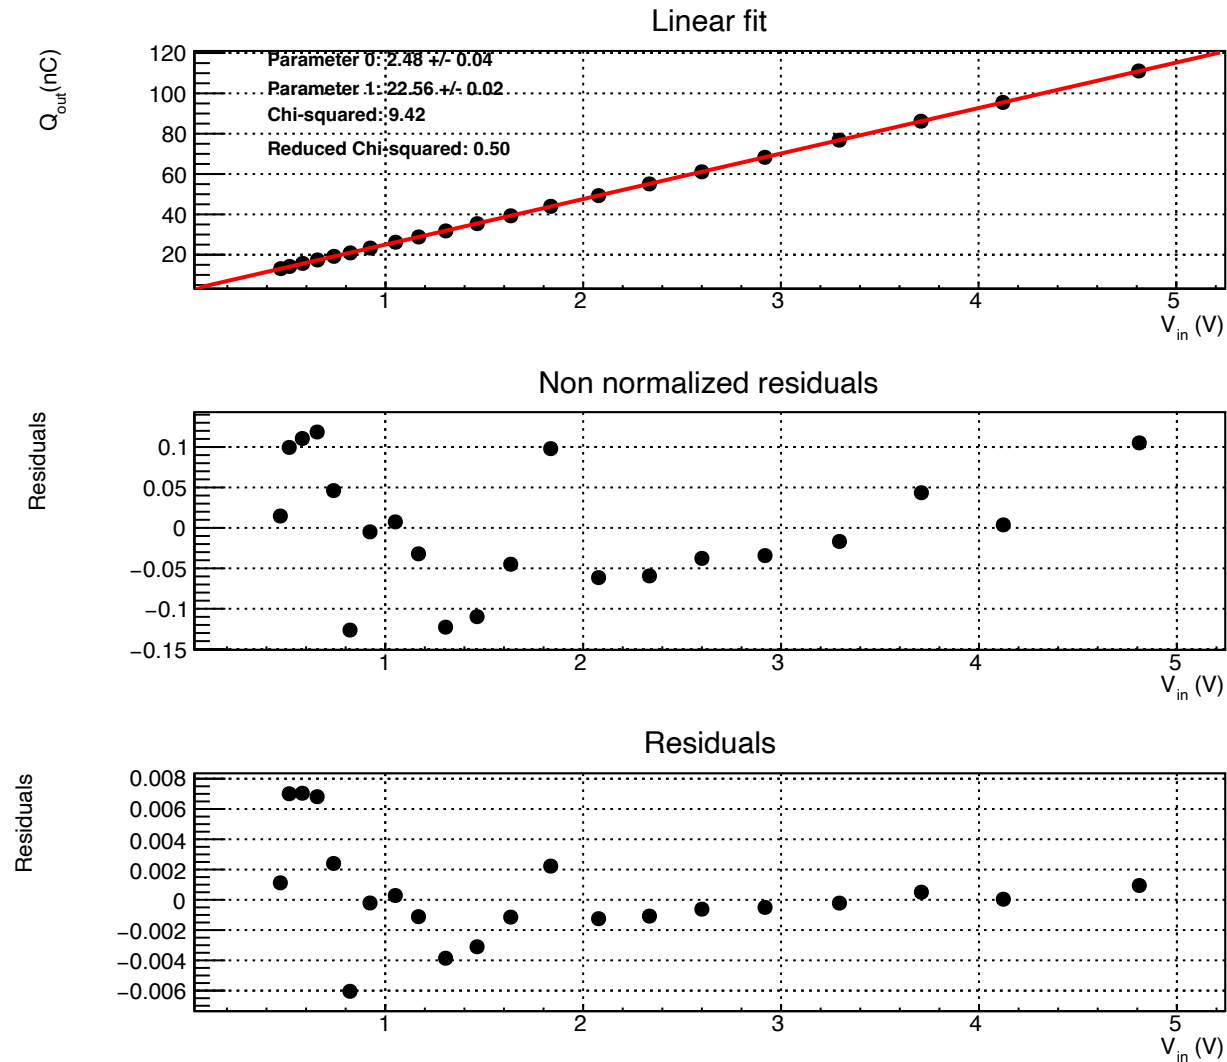 Linear fit
Q_out(nC)
120
100
80
60
40
20
Parameter 0: 2.48 +/- 0.04
Parameter 1: 22.56 +/- 0.02
Chi-squared: 9.42
Reduced Chi-squared: 0.50
1 2 3 4 5
V_in (V)
Non normalized residuals
Residuals
0.1
0.05
0
−0.05
−0.1
−0.15
1 2 3 4 5
V_in (V)
Residuals
Residuals
0.008
0.006
0.004
0.002
0
−0.002
−0.004
−0.006
1 2 3 4 5
V_in (V)